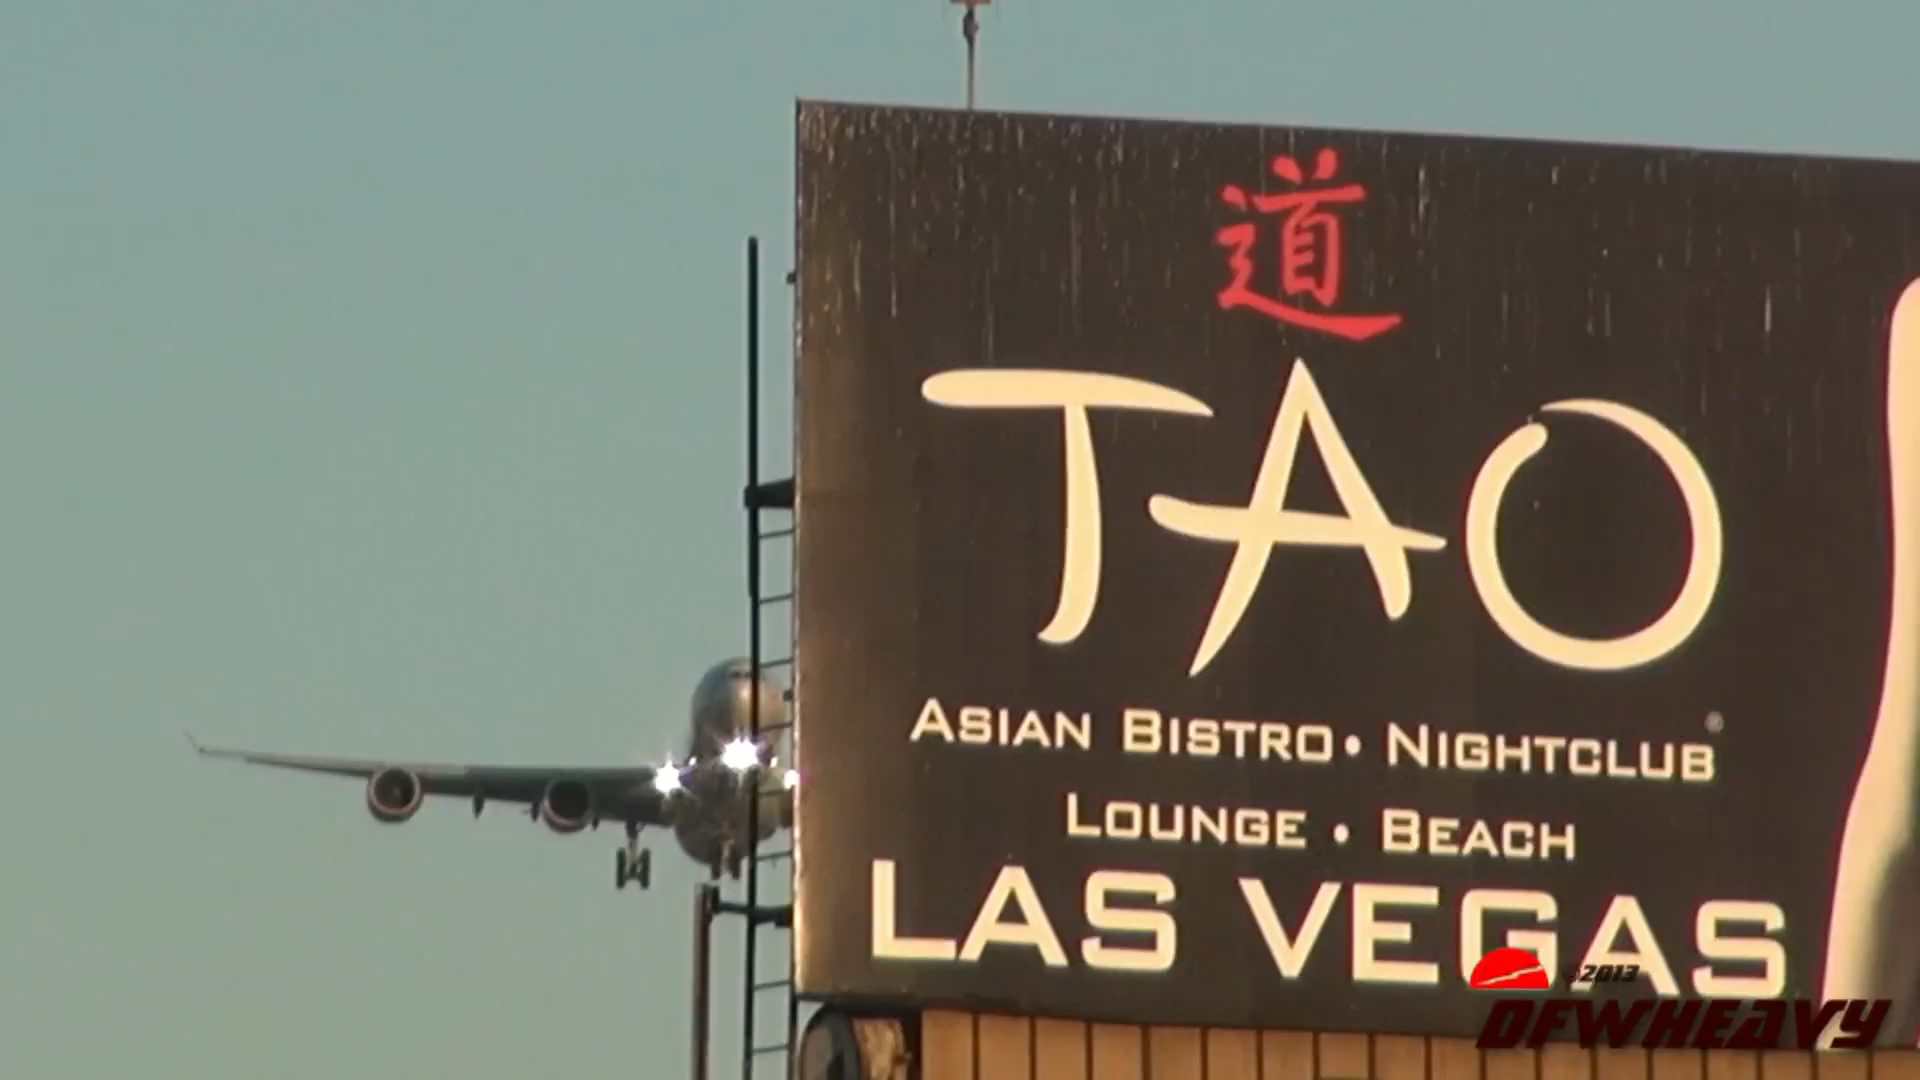 道
TAO
ASIAN BISTRO • NIGHTCLUB®
LOUNGE • BEACH
LAS VEGAS
©2013
DFWHEAVY